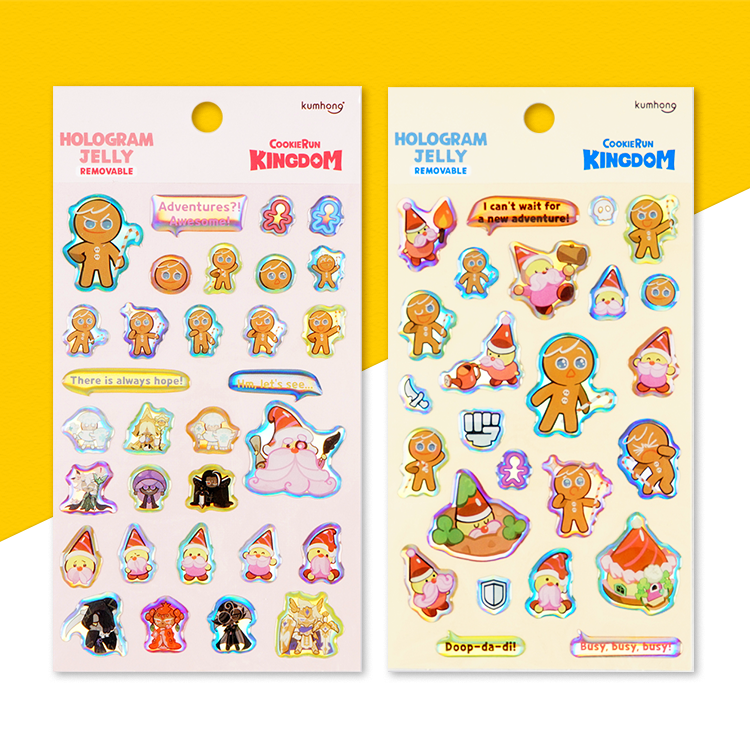 kumhong
HOLOGRAM
JELLY
REMOVABLE
COOKIERUN
KINGDOM
Adventures?!
Awesome!
There is always hope!
Hm, let's see...
kumhong
HOLOGRAM
JELLY
REMOVABLE
COOKIERUN
KINGDOM
I can't wait for
a new adventure!
Doop-da-di!
Busy, busy, busy!